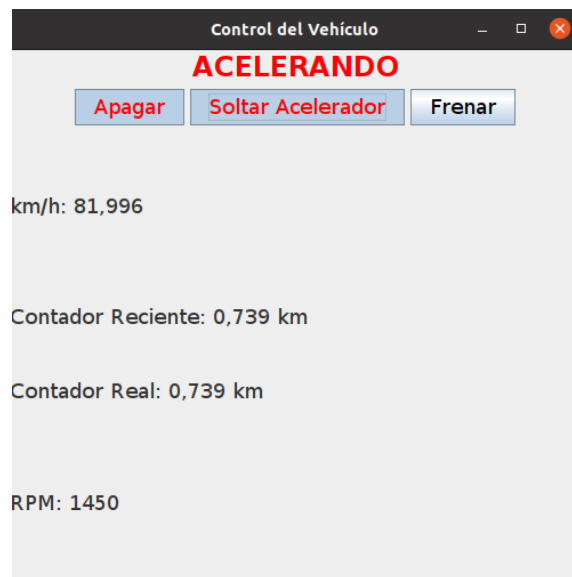 Control del Vehículo
ACELERANDO
Apagar Soltar Acelerador Frenar
km/h: 81,996
Contador Reciente: 0,739 km
Contador Real: 0,739 km
RPM: 1450